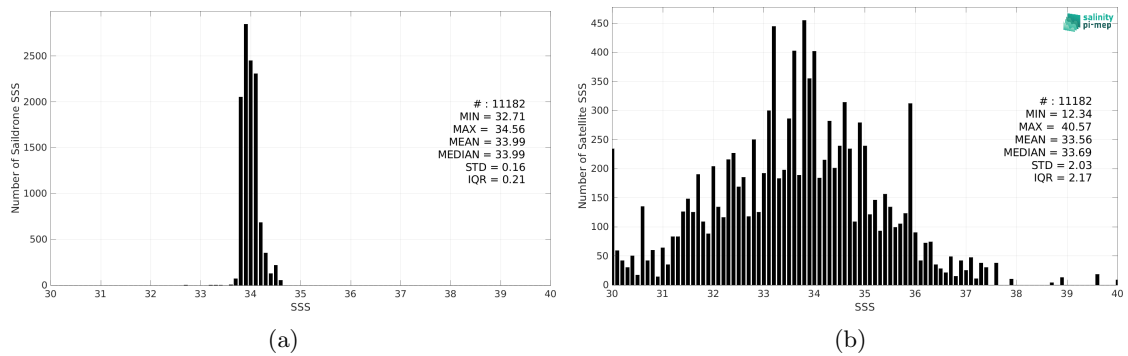 Number of Saildrone SSS
2500
2000
1500
1000
500
0
# : 11182
MIN = 32.71
MAX = 34.56
MEAN = 33.99
MEDIAN = 33.99
STD = 0.16
IQR = 0.21
30 31 32 33 34 35 36 37 38 39 40
SSS
(a)
Number of Satellite SSS
450
400
350
300
250
200
150
100
50
0
salinity
pi-mep
# : 11182
MIN = 12.34
MAX = 40.57
MEAN = 33.56
MEDIAN = 33.69
STD = 2.03
IQR = 2.17
30 31 32 33 34 35 36 37 38 39 40
SSS
(b)